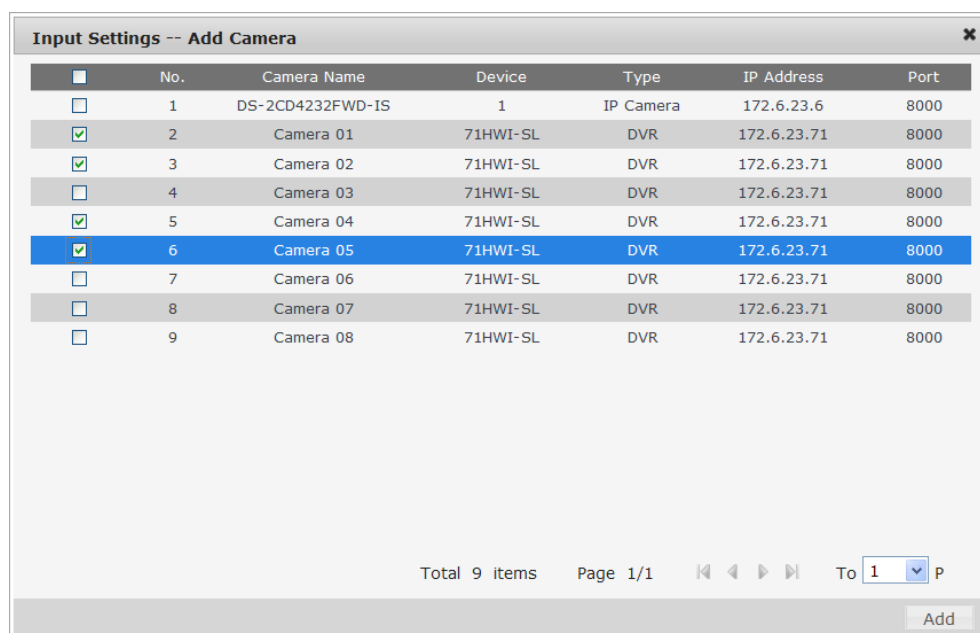 Input Settings -- Add Camera
No. Camera Name Device Type IP Address Port
1 DS-2CD4232FWD-IS 1 IP Camera 172.6.23.6 8000
2 Camera 01 71HWI-SL DVR 172.6.23.71 8000
3 Camera 02 71HWI-SL DVR 172.6.23.71 8000
4 Camera 03 71HWI-SL DVR 172.6.23.71 8000
5 Camera 04 71HWI-SL DVR 172.6.23.71 8000
6 Camera 05 71HWI-SL DVR 172.6.23.71 8000
7 Camera 06 71HWI-SL DVR 172.6.23.71 8000
8 Camera 07 71HWI-SL DVR 172.6.23.71 8000
9 Camera 08 71HWI-SL DVR 172.6.23.71 8000
Total 9 items Page 1/1 To 1 P
Add